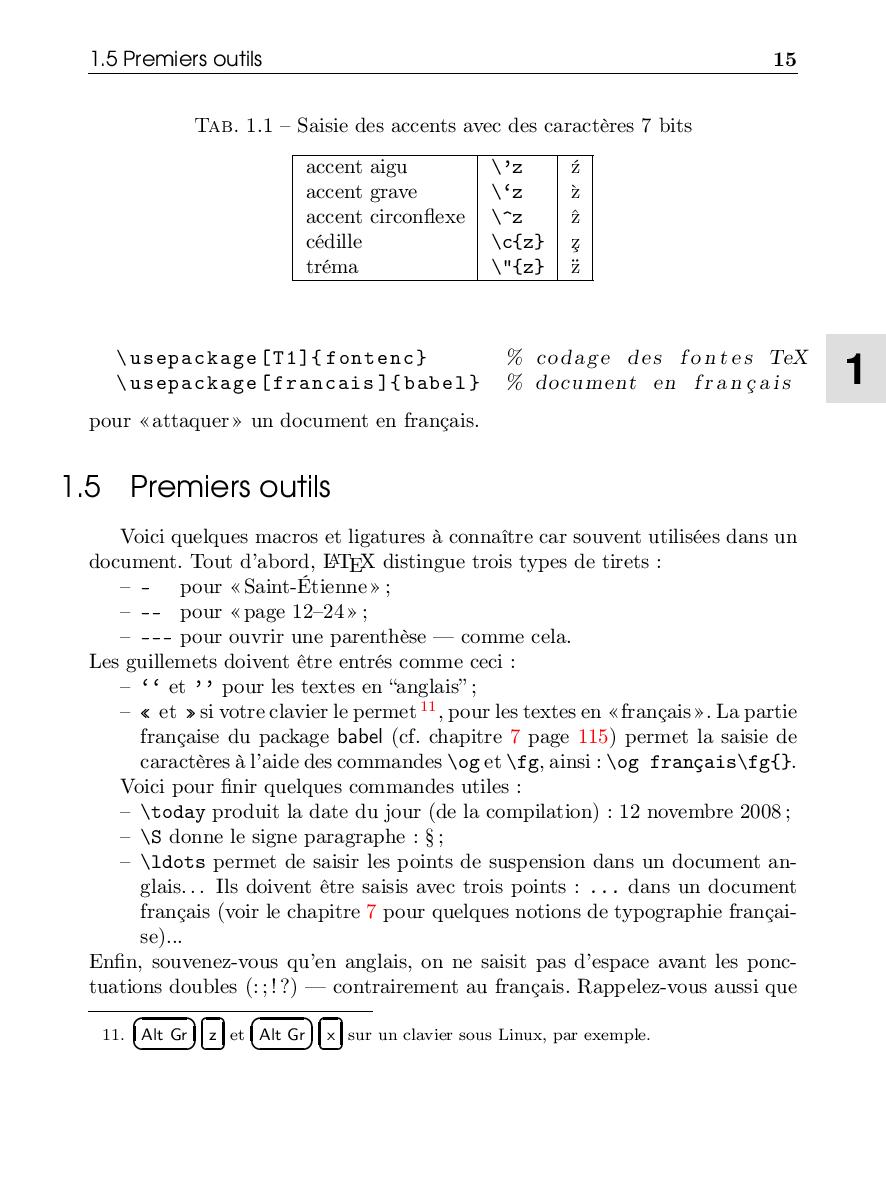 1.5 Premiers outils 15
TAB. 1.1 – Saisie des accents avec des caractères 7 bits
accent aigu \’z ź
accent grave \‘z z̀
accent circonflexe \^z ẑ
cédille \c{z} z̧
tréma \"{z} z̈
\usepackage[T1]{fontenc} % codage des fontes TeX
1
\usepackage[francais]{babel} % document en français
pour «attaquer» un document en français.
1.5 Premiers outils
Voici quelques macros et ligatures à connaître car souvent utilisées dans un
document. Tout d'abord, LATEX distingue trois types de tirets :
– - pour «Saint-Étienne» ;
– -- pour «page 12–24» ;
– --- pour ouvrir une parenthèse — comme cela.
Les guillemets doivent être entrés comme ceci :
– ‘‘ et ’’ pour les textes en “anglais” ;
– « et » si votre clavier le permet 11, pour les textes en «français». La partie
française du package babel (cf. chapitre 7 page 115) permet la saisie de
caractères à l'aide des commandes \og et \fg, ainsi : \og français\fg{}.
Voici pour finir quelques commandes utiles :
– \today produit la date du jour (de la compilation) : 12 novembre 2008 ;
– \S donne le signe paragraphe : § ;
– \ldots permet de saisir les points de suspension dans un document an-
glais... Ils doivent être saisis avec trois points : ... dans un document
français (voir le chapitre 7 pour quelques notions de typographie françai-
se)...
Enfin, souvenez-vous qu'en anglais, on ne saisit pas d'espace avant les ponc-
tuations doubles (: ; ! ?) — contrairement au français. Rappelez-vous aussi que
11. Alt Gr z et Alt Gr x sur un clavier sous Linux, par exemple.